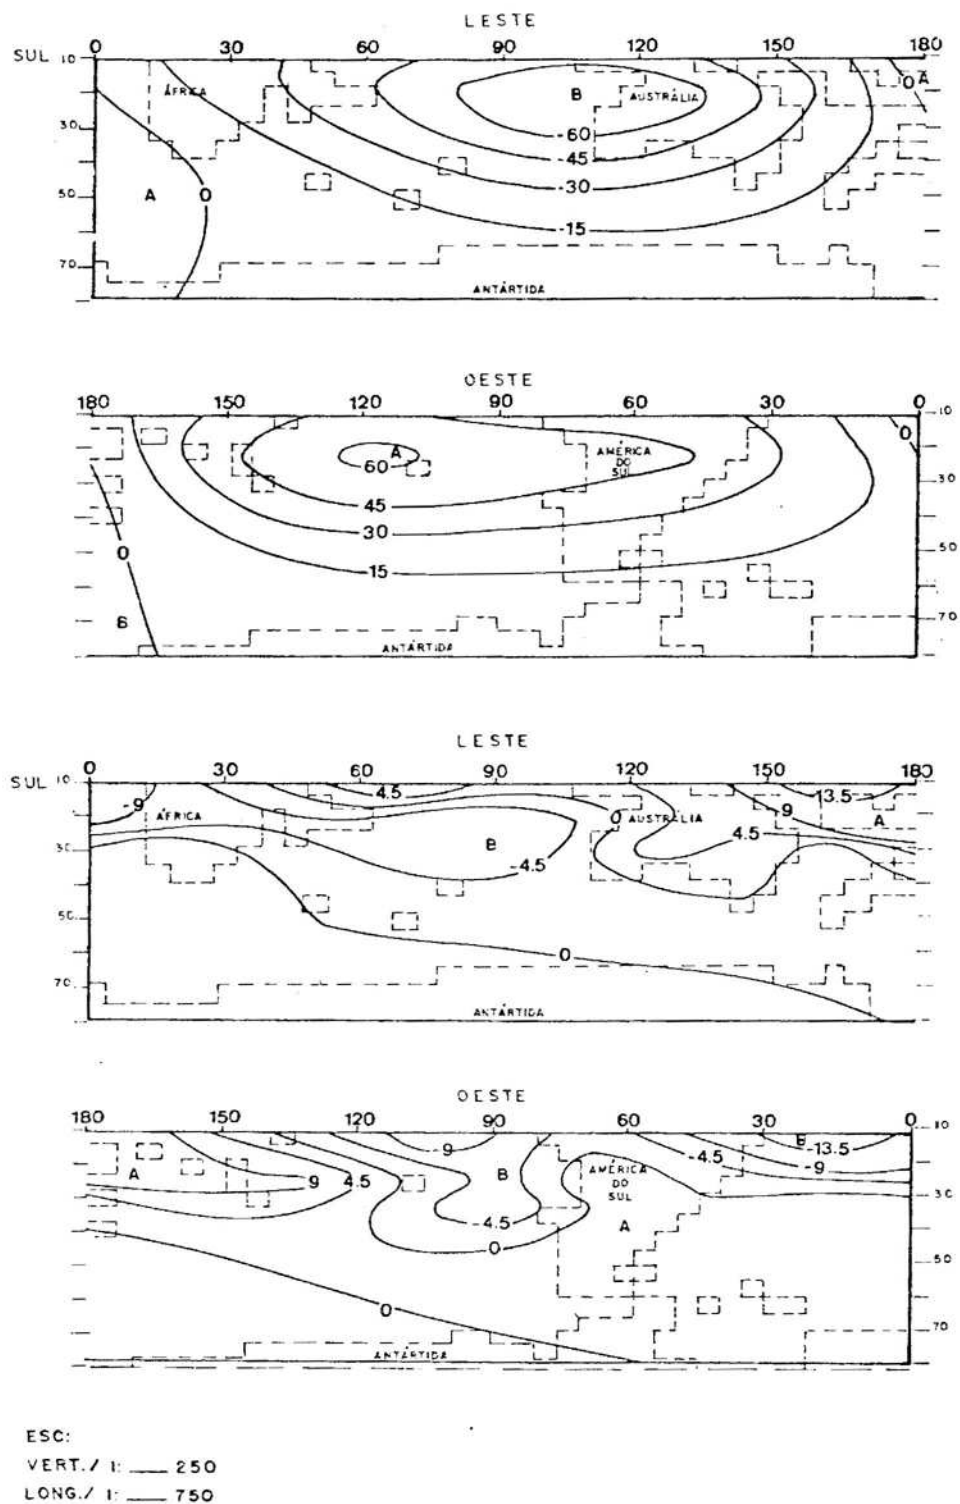 LESTE
SUL 0 30 60 90 120 150 180
10 ÁFRICA B AUSTRÁLIA 0 A
30 -60
-45
A 0 -30
50
-15
70
ANTÁRTIDA
OESTE
180 150 120 90 60 30 0
10
A AMÉRICA 0
60 DO
SUL 30
45
30
0 50
15
B 70
ANTÁRTIDA
LESTE
SUL 0 30 60 90 120 150 180
10 -9 4.5 9 13.5
ÁFRICA 0 AUSTRÁLIA A
30 B -4.5 4.5
50
0
70
ANTÁRTIDA
OESTE
180 150 120 90 60 30 0
-9 B -13.5 10
A B AMÉRICA -4.5 -9
9 4.5 DO
SUL 30
-4.5 A
0 50
0
70
ANTÁRTIDA
ESC:
VERT./ 1: 250
LONG./ 1: 750